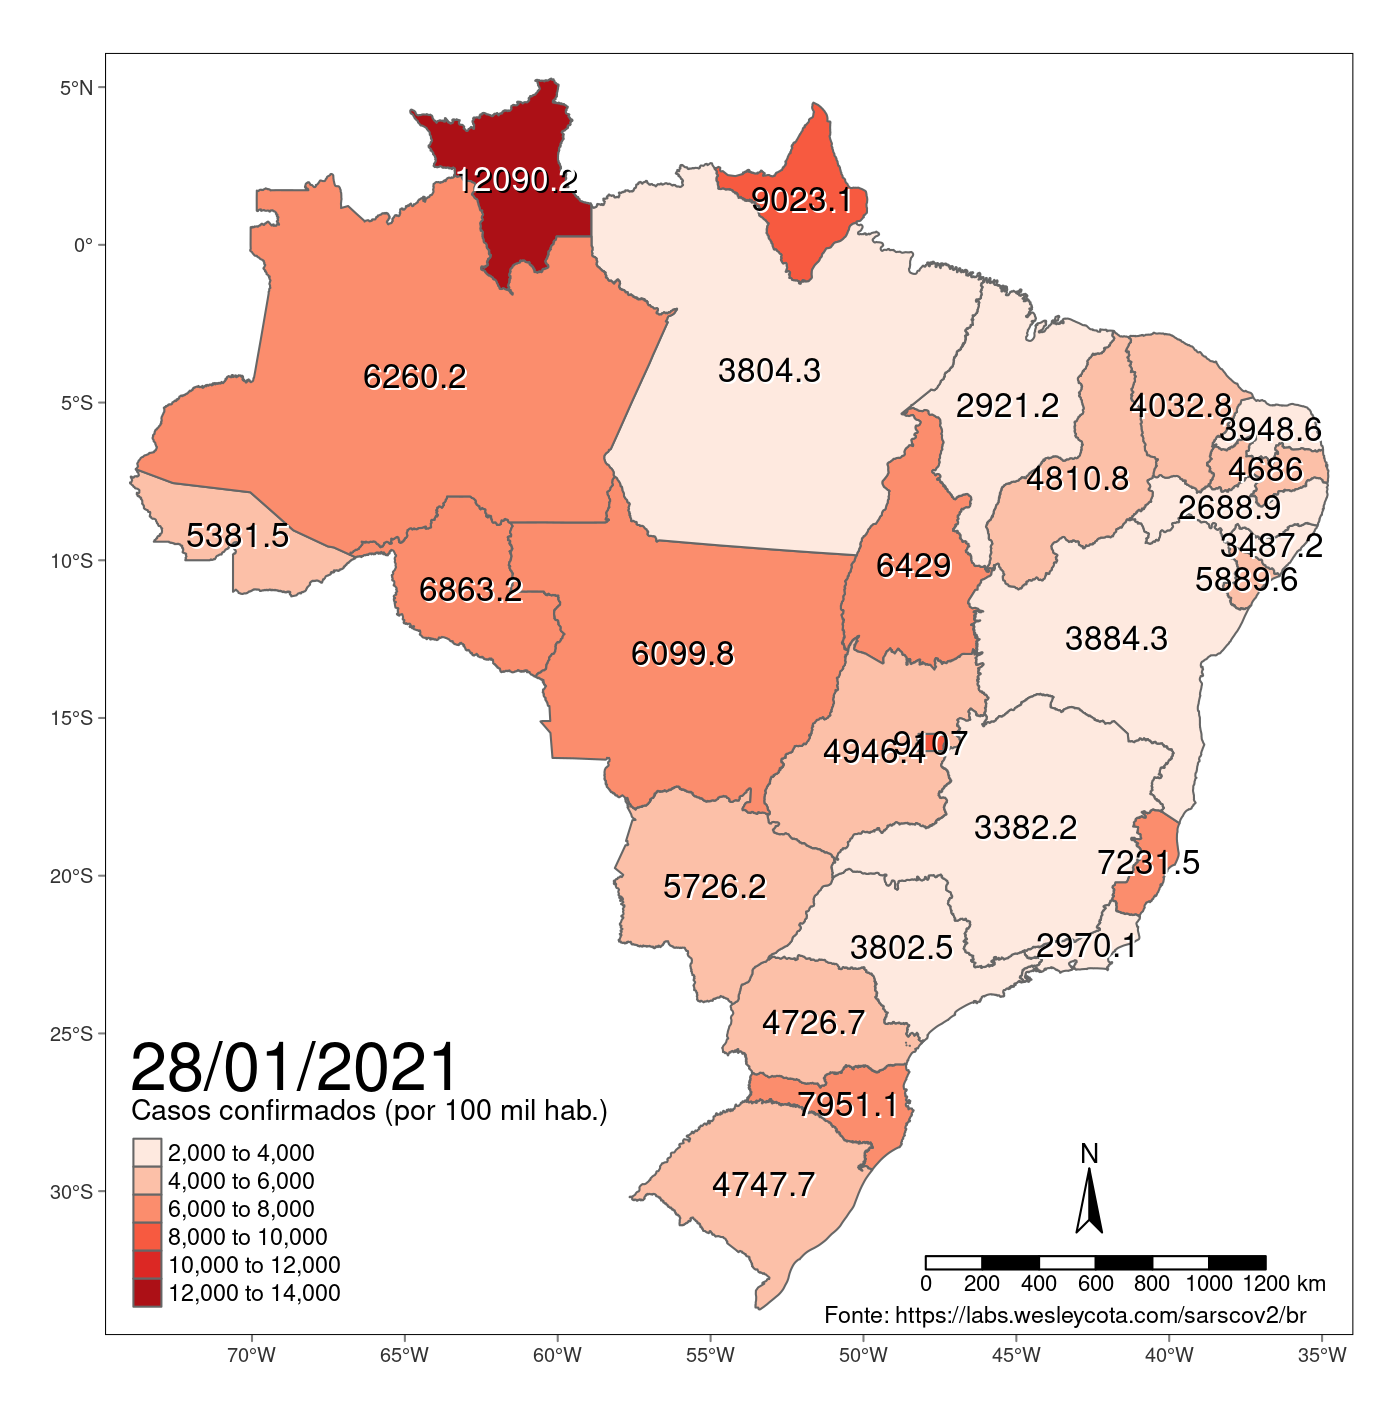 5°N
0°
5°S
10°S
15°S
20°S
25°S
30°S
12090.2
9023.1
6260.2
3804.3
2921.2
4032.8
3948.6
4686
4810.8
2688.9
5381.5
3487.2
6429
5889.6
6863.2
3884.3
6099.8
9107
4946.4
3382.2
7231.5
5726.2
3802.5
2970.1
4726.7
7951.1
4747.7
28/01/2021
Casos confirmados (por 100 mil hab.)
2,000 to 4,000
4,000 to 6,000
6,000 to 8,000
8,000 to 10,000
10,000 to 12,000
12,000 to 14,000
N
0 200 400 600 800 1000 1200 km
Fonte: https://labs.wesleycota.com/sarscov2/br
70°W 65°W 60°W 55°W 50°W 45°W 40°W 35°W